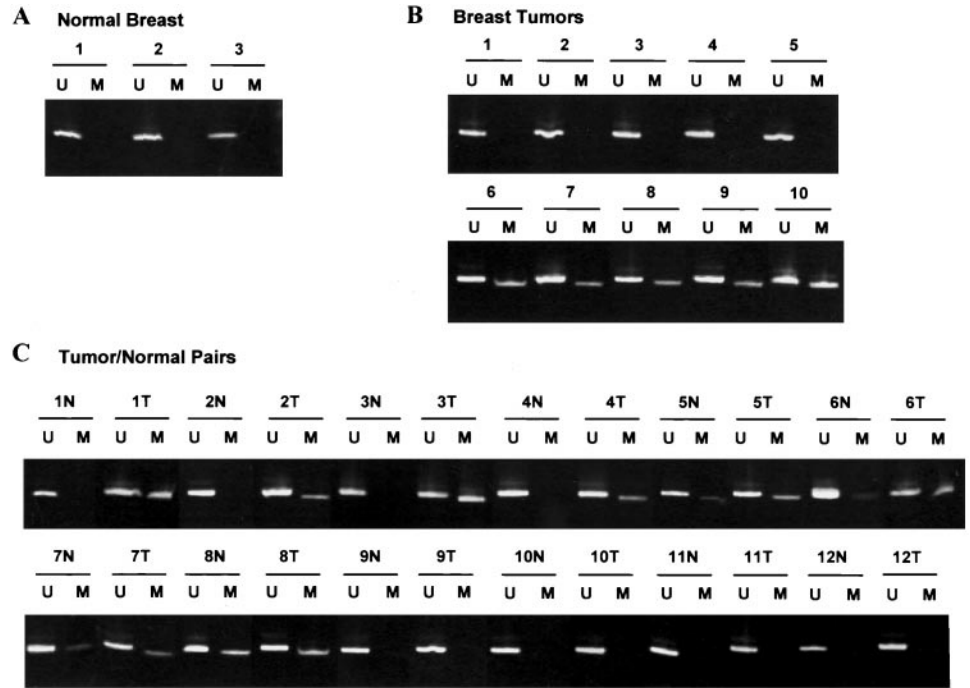 A Normal Breast
1 2 3
U M U M U M
B Breast Tumors
1 2 3 4 5
U M U M U M U M U M
6 7 8 9 10
U M U M U M U M U M
C Tumor/Normal Pairs
1N 1T 2N 2T 3N 3T 4N 4T 5N 5T 6N 6T
U M U M U M U M U M U M U M U M U M U M U M U M
7N 7T 8N 8T 9N 9T 10N 10T 11N 11T 12N 12T
U M U M U M U M U M U M U M U M U M U M U M U M